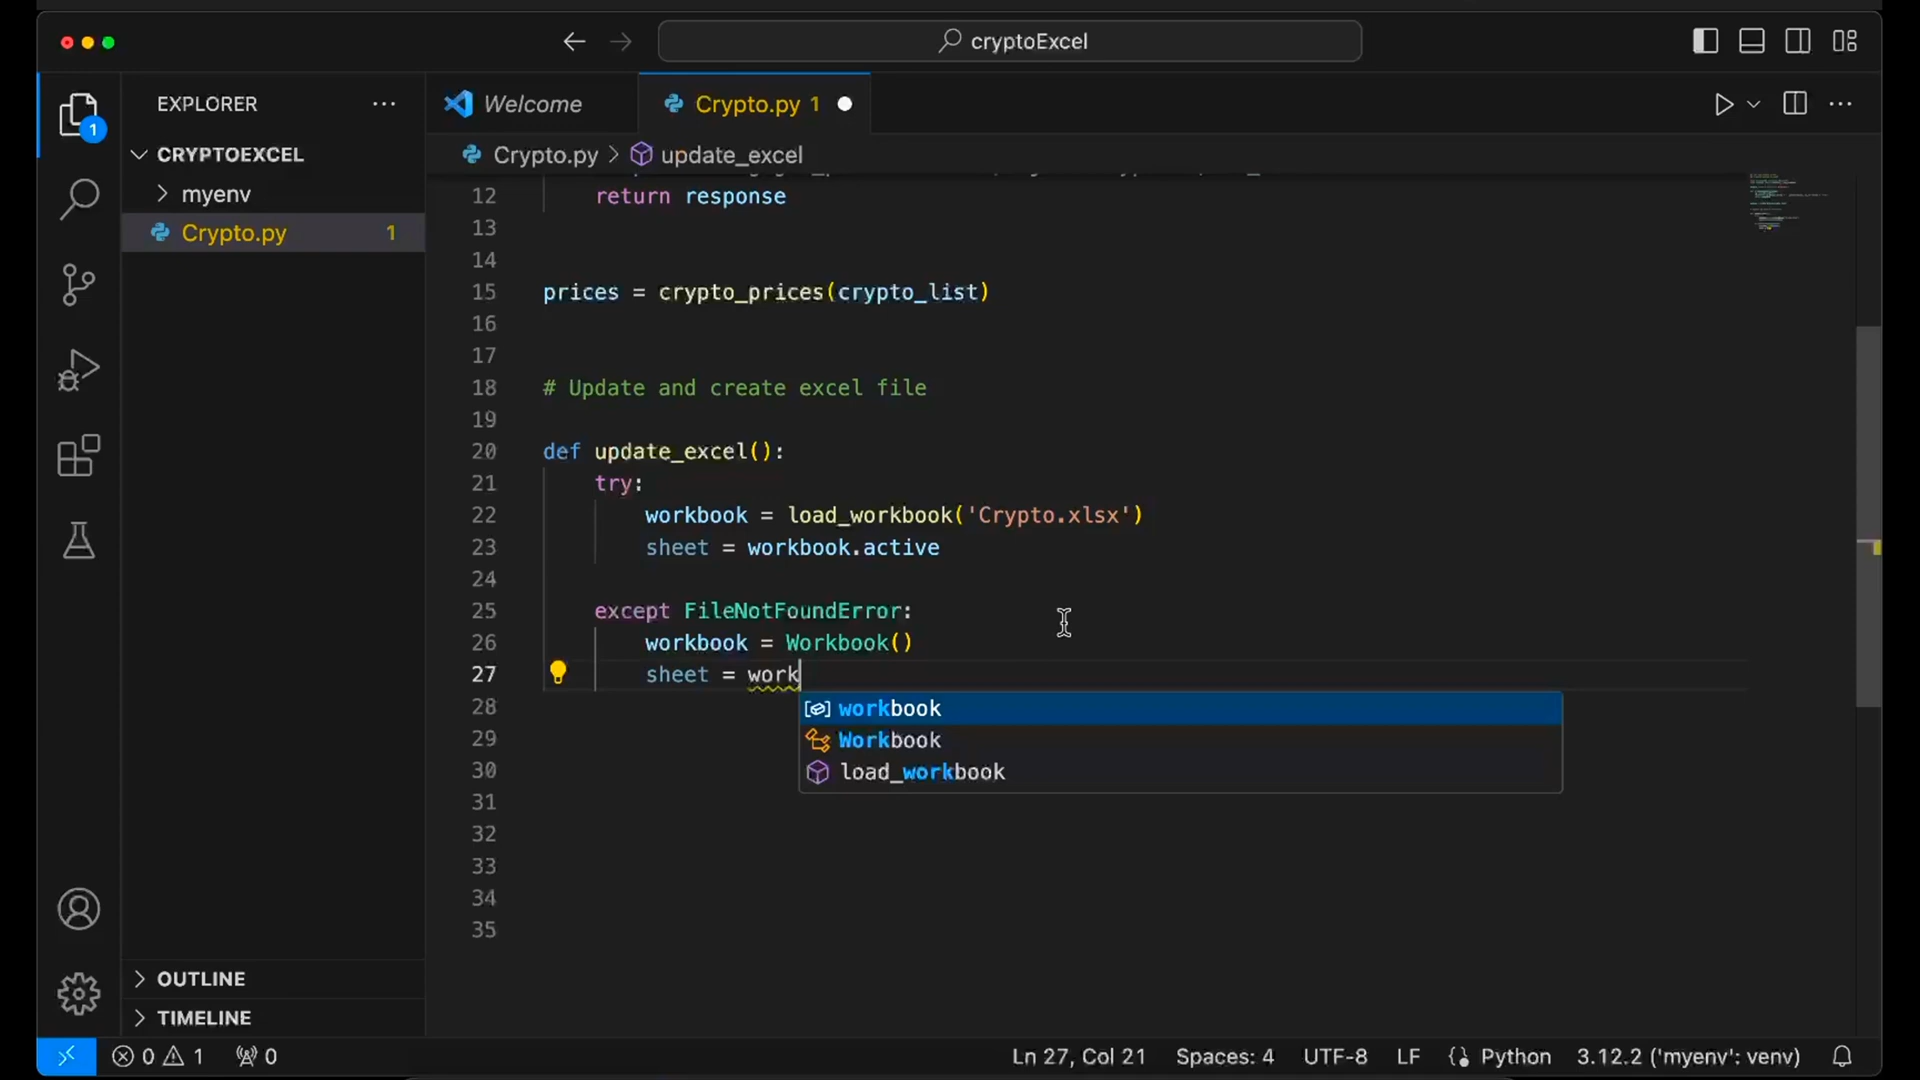 cryptoExcel
EXPLORER
Welcome
Crypto.py 1
1
CRYPTOEXCEL
Crypto.py > update_excel
myenv
Crypto.py 1
12 return response
13
14
15 prices = crypto_prices(crypto_list)
16
17
18 # Update and create excel file
19
20 def update_excel():
21 try:
22 workbook = load_workbook('Crypto.xlsx')
23 sheet = workbook.active
24
25 except FileNotFoundError:
26 workbook = Workbook()
27 sheet = work
28 workbook
29 Workbook
30 load_workbook
31
32
33
34
35
OUTLINE
TIMELINE
0 1 0 Ln 27, Col 21 Spaces: 4 UTF-8 LF Python 3.12.2 ('myenv': venv)